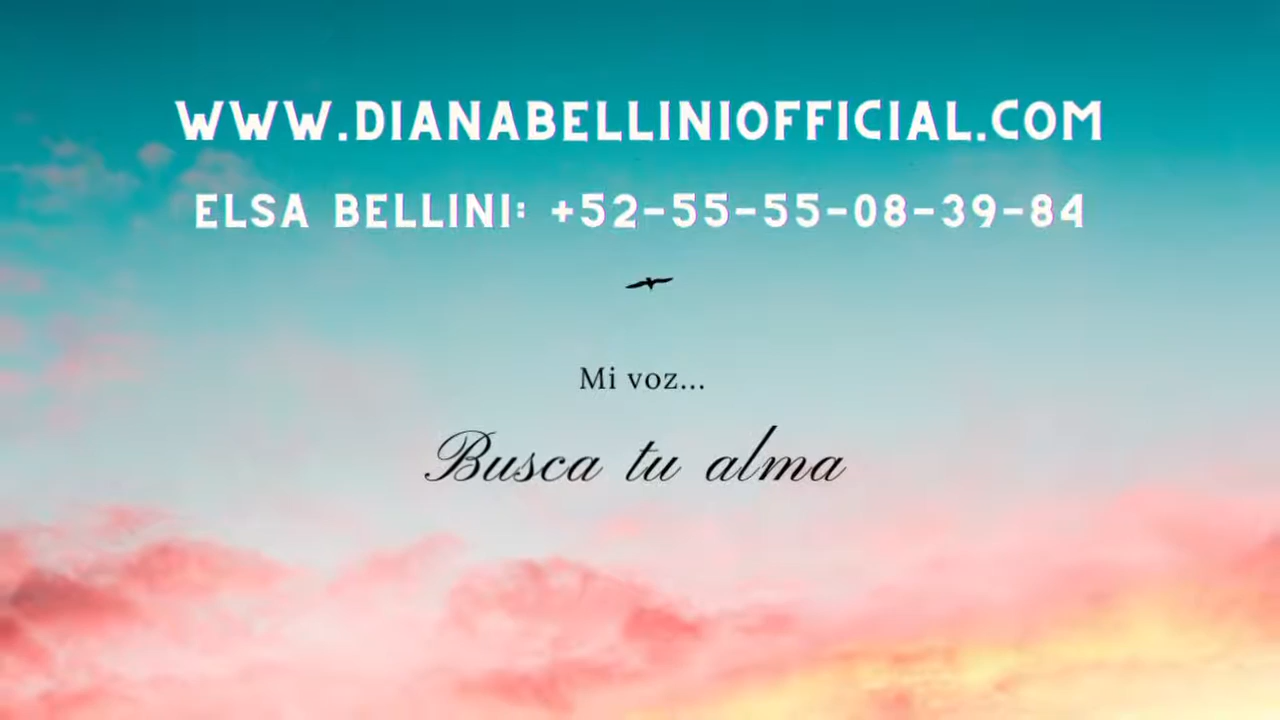 WWW.DIANABELLINIOFFICIAL.COM
ELSA BELLINI: +52-55-55-08-39-84
Mi voz...
Busca tu alma